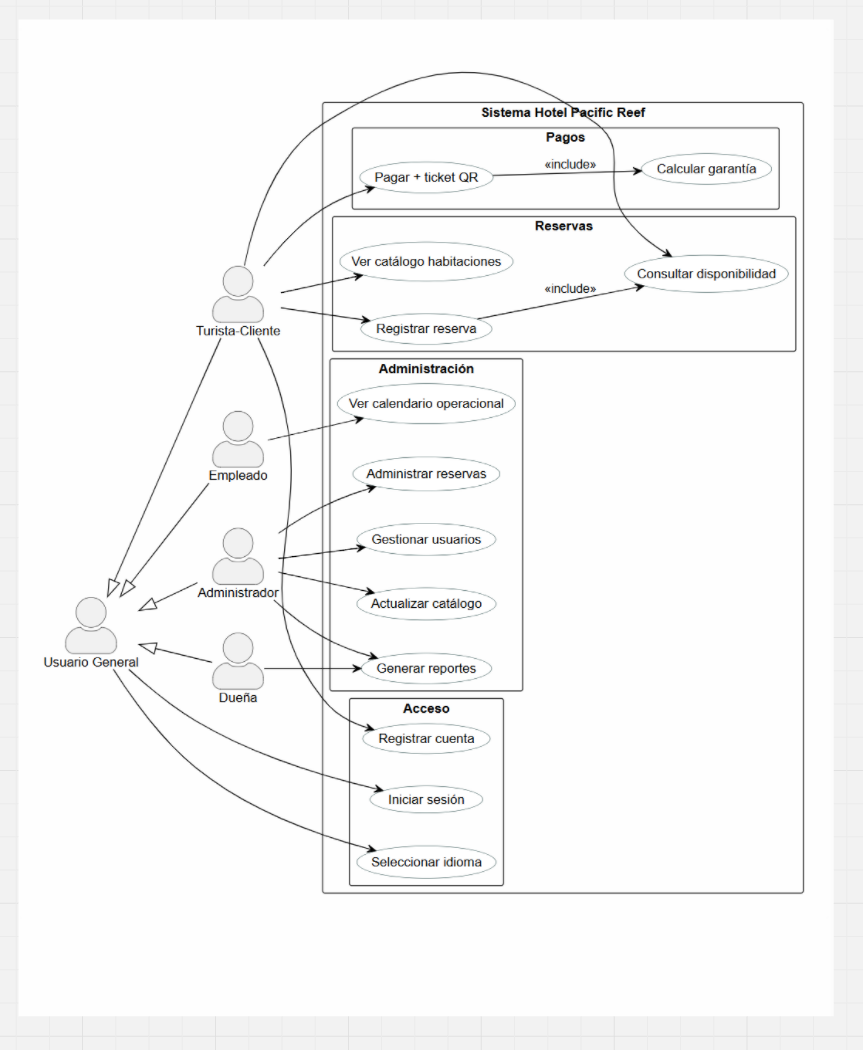 Sistema Hotel Pacific Reef
Pagos
Pagar + ticket QR
«include»
Calcular garantía
Reservas
Ver catálogo habitaciones
Consultar disponibilidad
«include»
Registrar reserva
Turista-Cliente
Administración
Ver calendario operacional
Empleado
Administrar reservas
Gestionar usuarios
Administrador
Actualizar catálogo
Usuario General
Generar reportes
Dueña
Acceso
Registrar cuenta
Iniciar sesión
Seleccionar idioma